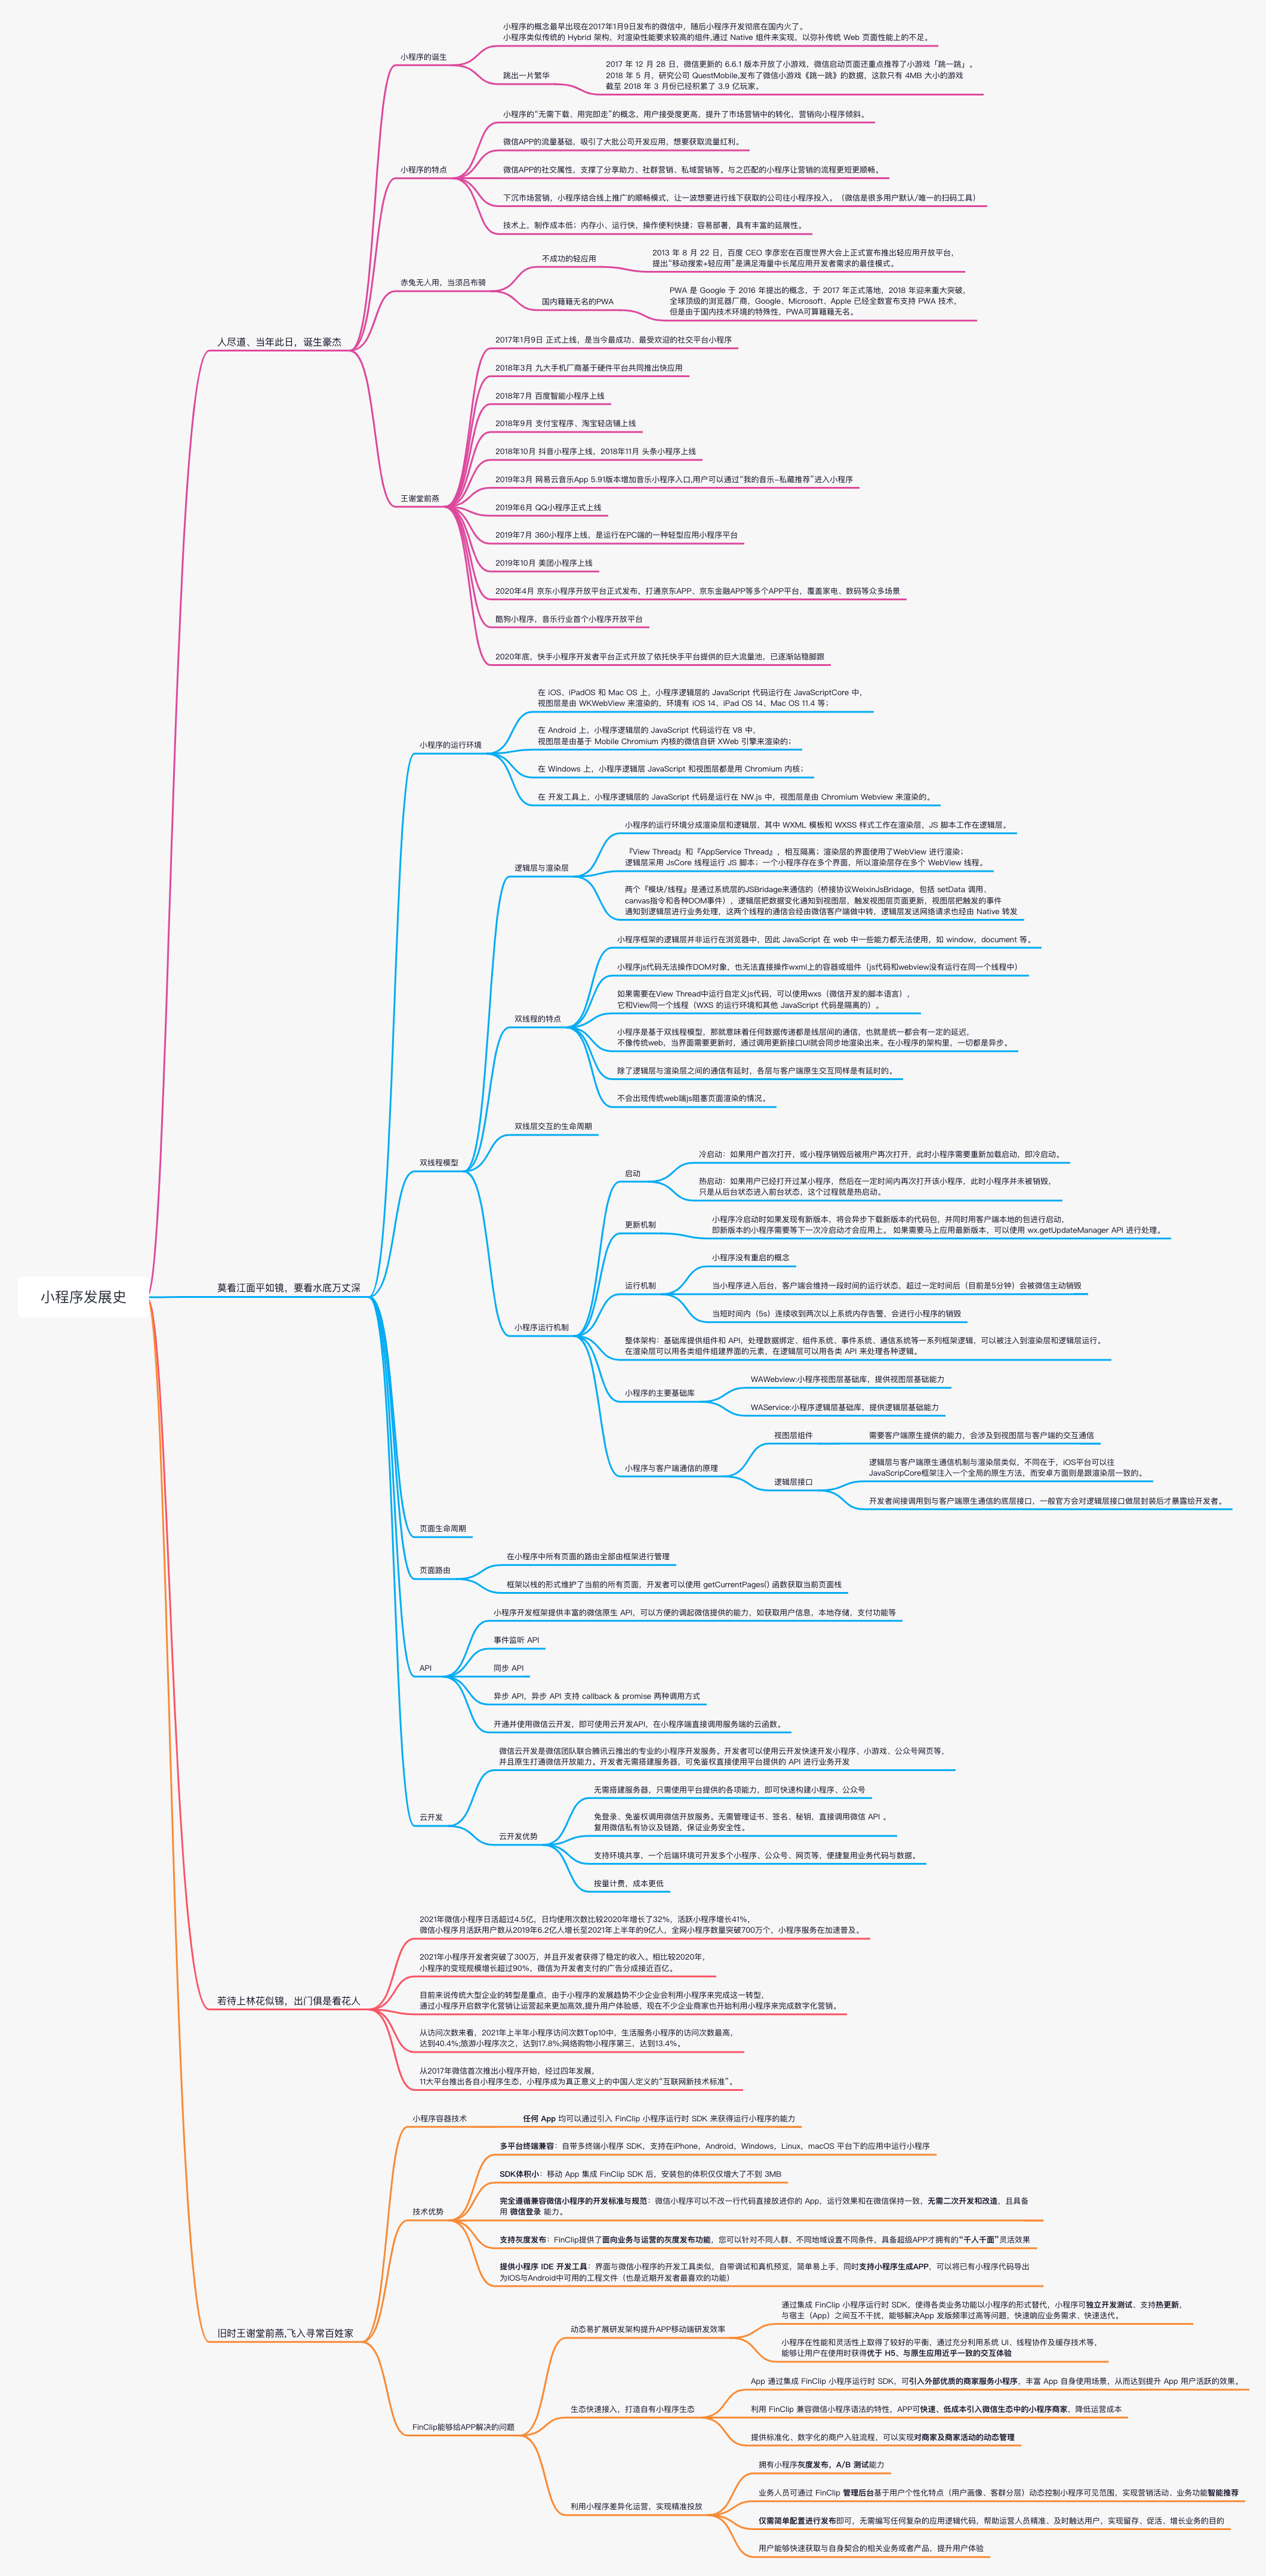 小程序发展史
人尽道、当年此日，诞生豪杰
小程序的诞生
小程序的概念最早出现在2017年1月9日发布的微信中，随后小程序开发彻底在国内火了。
小程序类似传统的 Hybrid 架构，对渲染性能要求较高的组件,通过 Native 组件来实现，以弥补传统 Web 页面性能上的不足。
跳出一片繁华
2017 年 12 月 28 日，微信更新的 6.6.1 版本开放了小游戏，微信启动页面还重点推荐了小游戏「跳一跳」。
2018 年 5 月，研究公司 QuestMobile,发布了微信小游戏《跳一跳》的数据，这款只有 4MB 大小的游戏
截至 2018 年 3 月份已经积累了 3.9 亿玩家。
小程序的特点
小程序的“无需下载、用完即走”的概念，用户接受度更高，提升了市场营销中的转化，营销向小程序倾斜。
微信APP的流量基础，吸引了大批公司开发应用，想要获取流量红利。
微信APP的社交属性，支撑了分享助力、社群营销、私域营销等。与之匹配的小程序让营销的流程更短更顺畅。
下沉市场营销，小程序结合线上推广的顺畅模式，让一波想要进行线下获取的公司往小程序投入。（微信是很多用户默认/唯一的扫码工具）
技术上，制作成本低；内存小、运行快，操作便利快捷；容易部署，具有丰富的延展性。
赤兔无人用，当须吕布骑
不成功的轻应用
2013 年 8 月 22 日，百度 CEO 李彦宏在百度世界大会上正式宣布推出轻应用开放平台，
提出“移动搜索+轻应用”是满足海量中长尾应用开发者需求的最佳模式。
国内籍籍无名的PWA
PWA 是 Google 于 2016 年提出的概念，于 2017 年正式落地，2018 年迎来重大突破，
全球顶级的浏览器厂商，Google、Microsoft、Apple 已经全数宣布支持 PWA 技术，
但是由于国内技术环境的特殊性，PWA可算籍籍无名。
王谢堂前燕
2017年1月9日 正式上线，是当今最成功、最受欢迎的社交平台小程序
2018年3月 九大手机厂商基于硬件平台共同推出快应用
2018年7月 百度智能小程序上线
2018年9月 支付宝程序、淘宝轻店铺上线
2018年10月 抖音小程序上线，2018年11月 头条小程序上线
2019年3月 网易云音乐App 5.91版本增加音乐小程序入口,用户可以通过“我的音乐–私藏推荐”进入小程序
2019年6月 QQ小程序正式上线
2019年7月 360小程序上线，是运行在PC端的一种轻型应用小程序平台
2019年10月 美团小程序上线
2020年4月 京东小程序开放平台正式发布，打通京东APP、京东金融APP等多个APP平台，覆盖家电、数码等众多场景
酷狗小程序，音乐行业首个小程序开放平台
2020年底，快手小程序开发者平台正式开放了依托快手平台提供的巨大流量池，已逐渐站稳脚跟
莫看江面平如镜，要看水底万丈深
小程序的运行环境
在 iOS、iPadOS 和 Mac OS 上，小程序逻辑层的 JavaScript 代码运行在 JavaScriptCore 中，
视图层是由 WKWebView 来渲染的，环境有 iOS 14、iPad OS 14、Mac OS 11.4 等；
在 Android 上，小程序逻辑层的 JavaScript 代码运行在 V8 中，
视图层是由基于 Mobile Chromium 内核的微信自研 XWeb 引擎来渲染的；
在 Windows 上，小程序逻辑层 JavaScript 和视图层都是用 Chromium 内核；
在 开发工具上，小程序逻辑层的 JavaScript 代码是运行在 NW.js 中，视图层是由 Chromium Webview 来渲染的。
双线程模型
逻辑层与渲染层
小程序的运行环境分成渲染层和逻辑层，其中 WXML 模板和 WXSS 样式工作在渲染层，JS 脚本工作在逻辑层。
『View Thread』和『AppService Thread』，相互隔离；渲染层的界面使用了WebView 进行渲染；
逻辑层采用 JsCore 线程运行 JS 脚本；一个小程序存在多个界面，所以渲染层存在多个 WebView 线程。
两个『模块/线程』是通过系统层的JSBridage来通信的（桥接协议WeixinJsBridage，包括 setData 调用、
canvas指令和各种DOM事件），逻辑层把数据变化通知到视图层，触发视图层页面更新，视图层把触发的事件
通知到逻辑层进行业务处理，这两个线程的通信会经由微信客户端做中转，逻辑层发送网络请求也经由 Native 转发
双线程的特点
小程序框架的逻辑层并非运行在浏览器中，因此 JavaScript 在 web 中一些能力都无法使用，如 window，document 等。
小程序js代码无法操作DOM对象，也无法直接操作wxml上的容器或组件（js代码和webview没有运行在同一个线程中）
如果需要在View Thread中运行自定义js代码，可以使用wxs（微信开发的脚本语言），
它和View同一个线程（WXS 的运行环境和其他 JavaScript 代码是隔离的）。
小程序是基于双线程模型，那就意味着任何数据传递都是线层间的通信，也就是统一都会有一定的延迟，
不像传统web，当界面需要更新时，通过调用更新接口UI就会同步地渲染出来。在小程序的架构里，一切都是异步。
除了逻辑层与渲染层之间的通信有延时，各层与客户端原生交互同样是有延时的。
不会出现传统web端js阻塞页面渲染的情况。
双线层交互的生命周期
小程序运行机制
启动
冷启动：如果用户首次打开，或小程序销毁后被用户再次打开，此时小程序需要重新加载启动，即冷启动。
热启动：如果用户已经打开过某小程序，然后在一定时间内再次打开该小程序，此时小程序并未被销毁，
只是从后台状态进入前台状态，这个过程就是热启动。
更新机制
小程序冷启动时如果发现有新版本，将会异步下载新版本的代码包，并同时用客户端本地的包进行启动，
即新版本的小程序需要等下一次冷启动才会应用上。 如果需要马上应用最新版本，可以使用 wx.getUpdateManager API 进行处理。
运行机制
小程序没有重启的概念
当小程序进入后台，客户端会维持一段时间的运行状态，超过一定时间后（目前是5分钟）会被微信主动销毁
当短时间内（5s）连续收到两次以上系统内存告警，会进行小程序的销毁
整体架构：基础库提供组件和 API，处理数据绑定、组件系统、事件系统、通信系统等一系列框架逻辑，可以被注入到渲染层和逻辑层运行。
在渲染层可以用各类组件组建界面的元素，在逻辑层可以用各类 API 来处理各种逻辑。
小程序的主要基础库
WAWebview:小程序视图层基础库，提供视图层基础能力
WAService:小程序逻辑层基础库，提供逻辑层基础能力
小程序与客户端通信的原理
视图层组件
需要客户端原生提供的能力，会涉及到视图层与客户端的交互通信
逻辑层接口
逻辑层与客户端原生通信机制与渲染层类似，不同在于，iOS平台可以往
JavaScripCore框架注入一个全局的原生方法，而安卓方面则是跟渲染层一致的。
开发者间接调用到与客户端原生通信的底层接口，一般官方会对逻辑层接口做层封装后才暴露给开发者。
页面生命周期
页面路由
在小程序中所有页面的路由全部由框架进行管理
框架以栈的形式维护了当前的所有页面，开发者可以使用 getCurrentPages() 函数获取当前页面栈
API
小程序开发框架提供丰富的微信原生 API，可以方便的调起微信提供的能力，如获取用户信息，本地存储，支付功能等
事件监听 API
同步 API
异步 API，异步 API 支持 callback & promise 两种调用方式
开通并使用微信云开发，即可使用云开发API，在小程序端直接调用服务端的云函数。
云开发
微信云开发是微信团队联合腾讯云推出的专业的小程序开发服务。开发者可以使用云开发快速开发小程序、小游戏、公众号网页等，
并且原生打通微信开放能力。开发者无需搭建服务器，可免鉴权直接使用平台提供的 API 进行业务开发
云开发优势
无需搭建服务器，只需使用平台提供的各项能力，即可快速构建小程序、公众号
免登录、免鉴权调用微信开放服务。无需管理证书、签名、秘钥，直接调用微信 API 。
复用微信私有协议及链路，保证业务安全性。
支持环境共享，一个后端环境可开发多个小程序、公众号、网页等，便捷复用业务代码与数据。
按量计费，成本更低
若待上林花似锦，出门俱是看花人
2021年微信小程序日活超过4.5亿，日均使用次数比较2020年增长了32%，活跃小程序增长41%，
微信小程序月活跃用户数从2019年6.2亿人增长至2021年上半年的9亿人，全网小程序数量突破700万个，小程序服务在加速普及。
2021年小程序开发者突破了300万，并且开发者获得了稳定的收入。相比较2020年，
小程序的变现规模增长超过90%，微信为开发者支付的广告分成接近百亿。
目前来说传统大型企业的转型是重点，由于小程序的发展趋势不少企业会利用小程序来完成这一转型，
通过小程序开启数字化营销让运营起来更加高效,提升用户体验感，现在不少企业商家也开始利用小程序来完成数字化营销。
从访问次数来看，2021年上半年小程序访问次数Top10中，生活服务小程序的访问次数最高，
达到40.4%;旅游小程序次之，达到17.8%;网络购物小程序第三，达到13.4%。
从2017年微信首次推出小程序开始，经过四年发展，
11大平台推出各自小程序生态，小程序成为真正意义上的中国人定义的“互联网新技术标准”。
旧时王谢堂前燕,飞入寻常百姓家
小程序容器技术
任何 App 均可以通过引入 FinClip 小程序运行时 SDK 来获得运行小程序的能力
技术优势
多平台终端兼容：自带多终端小程序 SDK，支持在iPhone，Android，Windows，Linux，macOS 平台下的应用中运行小程序
SDK体积小：移动 App 集成 FinClip SDK 后，安装包的体积仅仅增大了不到 3MB
完全遵循兼容微信小程序的开发标准与规范：微信小程序可以不改一行代码直接放进你的 App，运行效果和在微信保持一致，无需二次开发和改造，且具备
用 微信登录 能力。
支持灰度发布：FinClip提供了面向业务与运营的灰度发布功能，您可以针对不同人群、不同地域设置不同条件，具备超级APP才拥有的“千人千面”灵活效果
提供小程序 IDE 开发工具：界面与微信小程序的开发工具类似，自带调试和真机预览，简单易上手，同时支持小程序生成APP，可以将已有小程序代码导出
为IOS与Android中可用的工程文件（也是近期开发者最喜欢的功能）
FinClip能够给APP解决的问题
动态易扩展研发架构提升APP移动端研发效率
通过集成 FinClip 小程序运行时 SDK，使得各类业务功能以小程序的形式替代，小程序可独立开发测试、支持热更新，
与宿主（App）之间互不干扰，能够解决App 发版频率过高等问题，快速响应业务需求、快速迭代。
小程序在性能和灵活性上取得了较好的平衡，通过充分利用系统 UI、线程协作及缓存技术等，
能够让用户在使用时获得优于 H5、与原生应用近乎一致的交互体验
生态快速接入，打造自有小程序生态
App 通过集成 FinClip 小程序运行时 SDK，可引入外部优质的商家服务小程序，丰富 App 自身使用场景，从而达到提升 App 用户活跃的效果。
利用 FinClip 兼容微信小程序语法的特性，APP可快速、低成本引入微信生态中的小程序商家，降低运营成本
提供标准化、数字化的商户入驻流程，可以实现对商家及商家活动的动态管理
利用小程序差异化运营，实现精准投放
拥有小程序灰度发布，A/B 测试能力
业务人员可通过 FinClip 管理后台基于用户个性化特点（用户画像、客群分层）动态控制小程序可见范围，实现营销活动、业务功能智能推荐
仅需简单配置进行发布即可，无需编写任何复杂的应用逻辑代码，帮助运营人员精准、及时触达用户，实现留存、促活、增长业务的目的
用户能够快速获取与自身契合的相关业务或者产品，提升用户体验